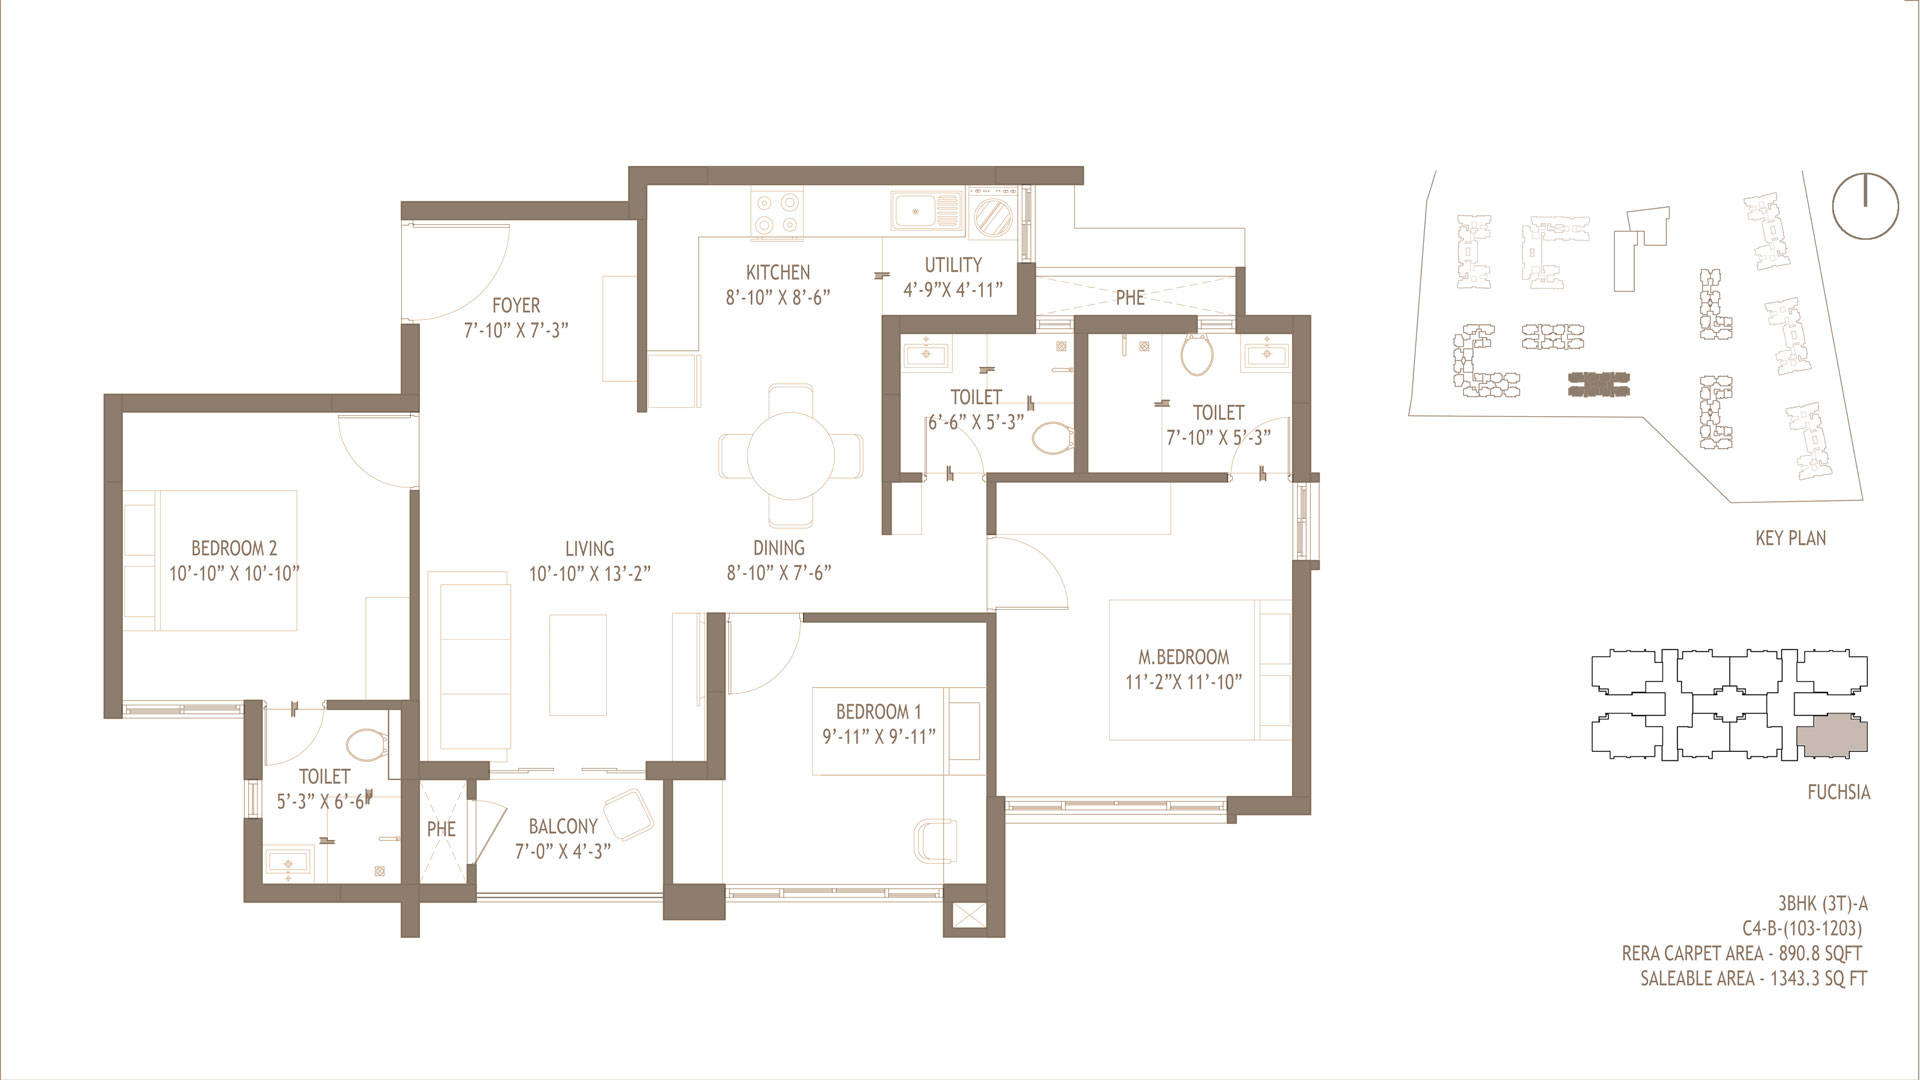 KITCHEN
8’-10” X 8’-6”
UTILITY
4’-9”X 4’-11”
PHE
FOYER
7’-10” X 7’-3”
TOILET
6’-6” X 5’-3”
TOILET
7’-10” X 5’-3”
BEDROOM 2
10’-10” X 10’-10”
LIVING
10’-10” X 13’-2”
DINING
8’-10” X 7’-6”
M.BEDROOM
11’-2”X 11’-10”
BEDROOM 1
9’-11” X 9’-11”
TOILET
5’-3” X 6’-6”
PHE
BALCONY
7’-0” X 4’-3”
KEY PLAN
FUCHSIA
3BHK (3T)-A
C4-B-(103-1203)
RERA CARPET AREA - 890.8 SQFT
SALEABLE AREA - 1343.3 SQ FT